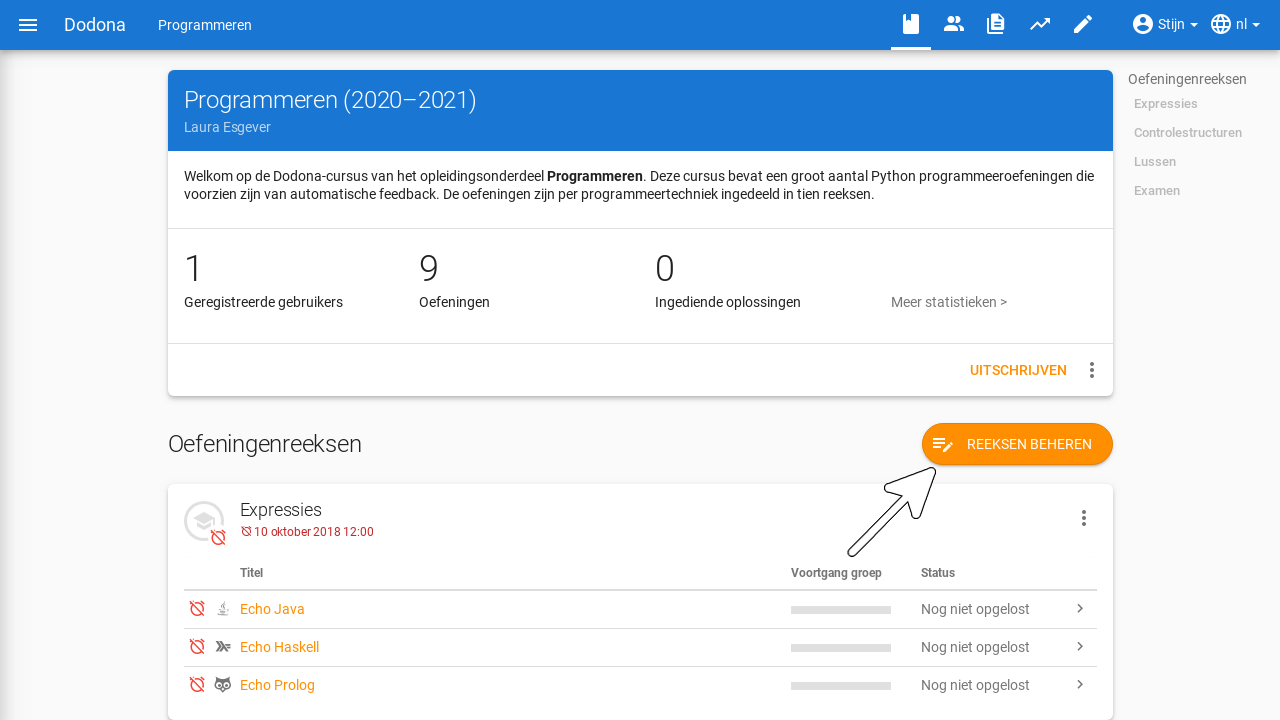 Dodona
Programmeren
Stijn
nl
Programmeren (2020–2021)
Laura Esgever
Welkom op de Dodona-cursus van het opleidingsonderdeel Programmeren. Deze cursus bevat een groot aantal Python programmeeroefeningen die
voorzien zijn van automatische feedback. De oefeningen zijn per programmeertechniek ingedeeld in tien reeksen.
1
Geregistreerde gebruikers
9
Oefeningen
0
Ingediende oplossingen
Meer statistieken >
UITSCHRIJVEN
Oefeningenreeksen
Expressies
Controlestructuren
Lussen
Examen
Oefeningenreeksen
REEKSEN BEHEREN
Expressies
10 oktober 2018 12:00
Titel Voortgang groep Status
Echo Java Nog niet opgelost
Echo Haskell Nog niet opgelost
Echo Prolog Nog niet opgelost